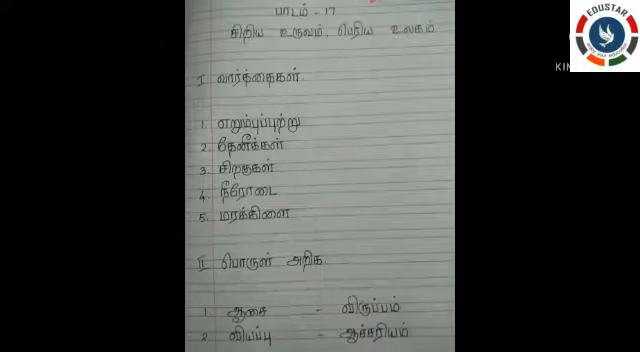 பாடம் - 17
சிறிய உருவம், பெரிய உலகம்
I வார்த்தைகள்.
1. எறும்புப்புற்று
2. தேனீக்கள்
3. சிறகுகள்
4. நீரோடை
5. மரக்கிளை
II பொருள் அறிக.
1. ஆசை - விருப்பம்
2. வியப்பு - ஆச்சரியம்
EDUSTAR
KIN